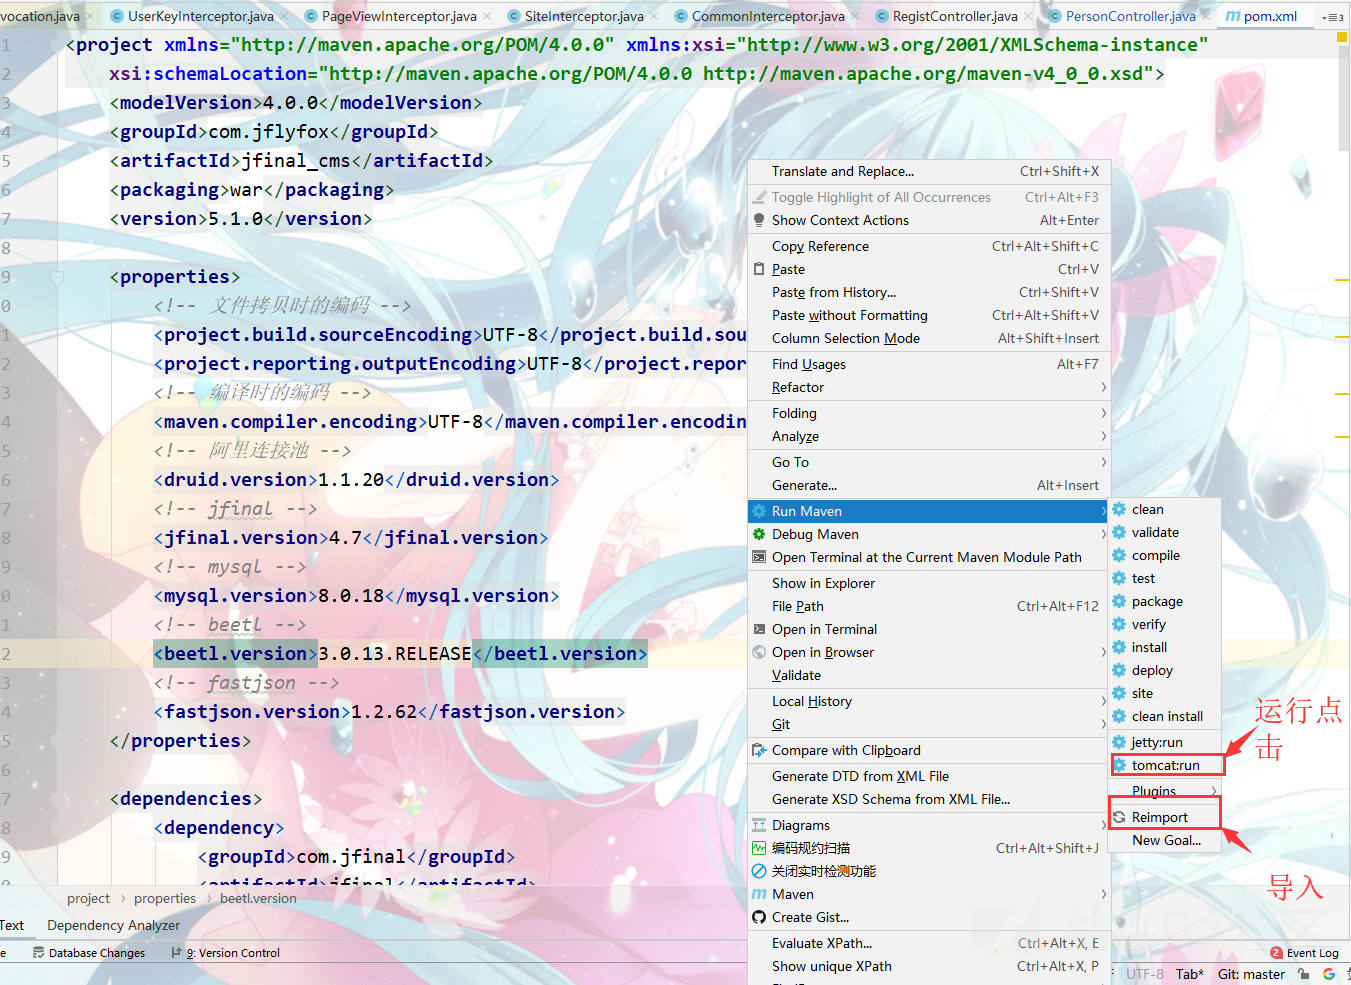 vocation.java
UserKeyInterceptor.java
PageViewInterceptor.java
SiteInterceptor.java
CommonInterceptor.java
RegistController.java
PersonController.java
pom.xml
3
1 <project xmlns="http://maven.apache.org/POM/4.0.0" xmlns:xsi="http://www.w3.org/2001/XMLSchema-instance"
2 xsi:schemaLocation="http://maven.apache.org/POM/4.0.0 http://maven.apache.org/maven-v4_0_0.xsd">
3 <modelVersion>4.0.0</modelVersion>
4 <groupId>com.jflyfox</groupId>
5 <artifactId>jfinal_cms</artifactId>
6 <packaging>war</packaging>
7 <version>5.1.0</version>
8
9 <properties>
0 <!-- 文件拷贝时的编码 -->
1 <project.build.sourceEncoding>UTF-8</project.build.sou
2 <project.reporting.outputEncoding>UTF-8</project.repor
3 <!-- 编译时的编码 -->
4 <maven.compiler.encoding>UTF-8</maven.compiler.encodin
5 <!-- 阿里连接池 -->
6 <druid.version>1.1.20</druid.version>
7 <!-- jfinal -->
8 <jfinal.version>4.7</jfinal.version>
9 <!-- mysql -->
0 <mysql.version>8.0.18</mysql.version>
1 <!-- beetl -->
2 <beetl.version>3.0.13.RELEASE</beetl.version>
3 <!-- fastjson -->
4 <fastjson.version>1.2.62</fastjson.version>
5 </properties>
6
7 <dependencies>
8 <dependency>
9 <groupId>com.jfinal</groupId>
0 <artifactId>jfinal</artifactId>
Translate and Replace... Ctrl+Shift+X
Toggle Highlight of All Occurrences Ctrl+Alt+F3
Show Context Actions Alt+Enter
Copy Reference Ctrl+Alt+Shift+C
Paste Ctrl+V
Paste from History... Ctrl+Shift+V
Paste without Formatting Ctrl+Alt+Shift+V
Column Selection Mode Alt+Shift+Insert
Find Usages Alt+F7
Refactor
Folding
Analyze
Go To
Generate... Alt+Insert
Run Maven
Debug Maven
Open Terminal at the Current Maven Module Path
Show in Explorer
File Path Ctrl+Alt+F12
Open in Terminal
Open in Browser
Validate
Local History
Git
Compare with Clipboard
Generate DTD from XML File
Generate XSD Schema from XML File...
Diagrams
编码规约扫描 Ctrl+Alt+Shift+J
关闭实时检测功能
Maven
Create Gist...
Evaluate XPath... Ctrl+Alt+X, E
Show unique XPath Ctrl+Alt+X, P
clean
validate
compile
test
package
verify
install
deploy
site
clean install
jetty:run
tomcat:run
Plugins
Reimport
New Goal...
运行点
击
导入
project
properties
beetl.version
Text
Dependency Analyzer
e
Database Changes
9: Version Control
2 Event Log
UTF-8
Tab*
Git: master